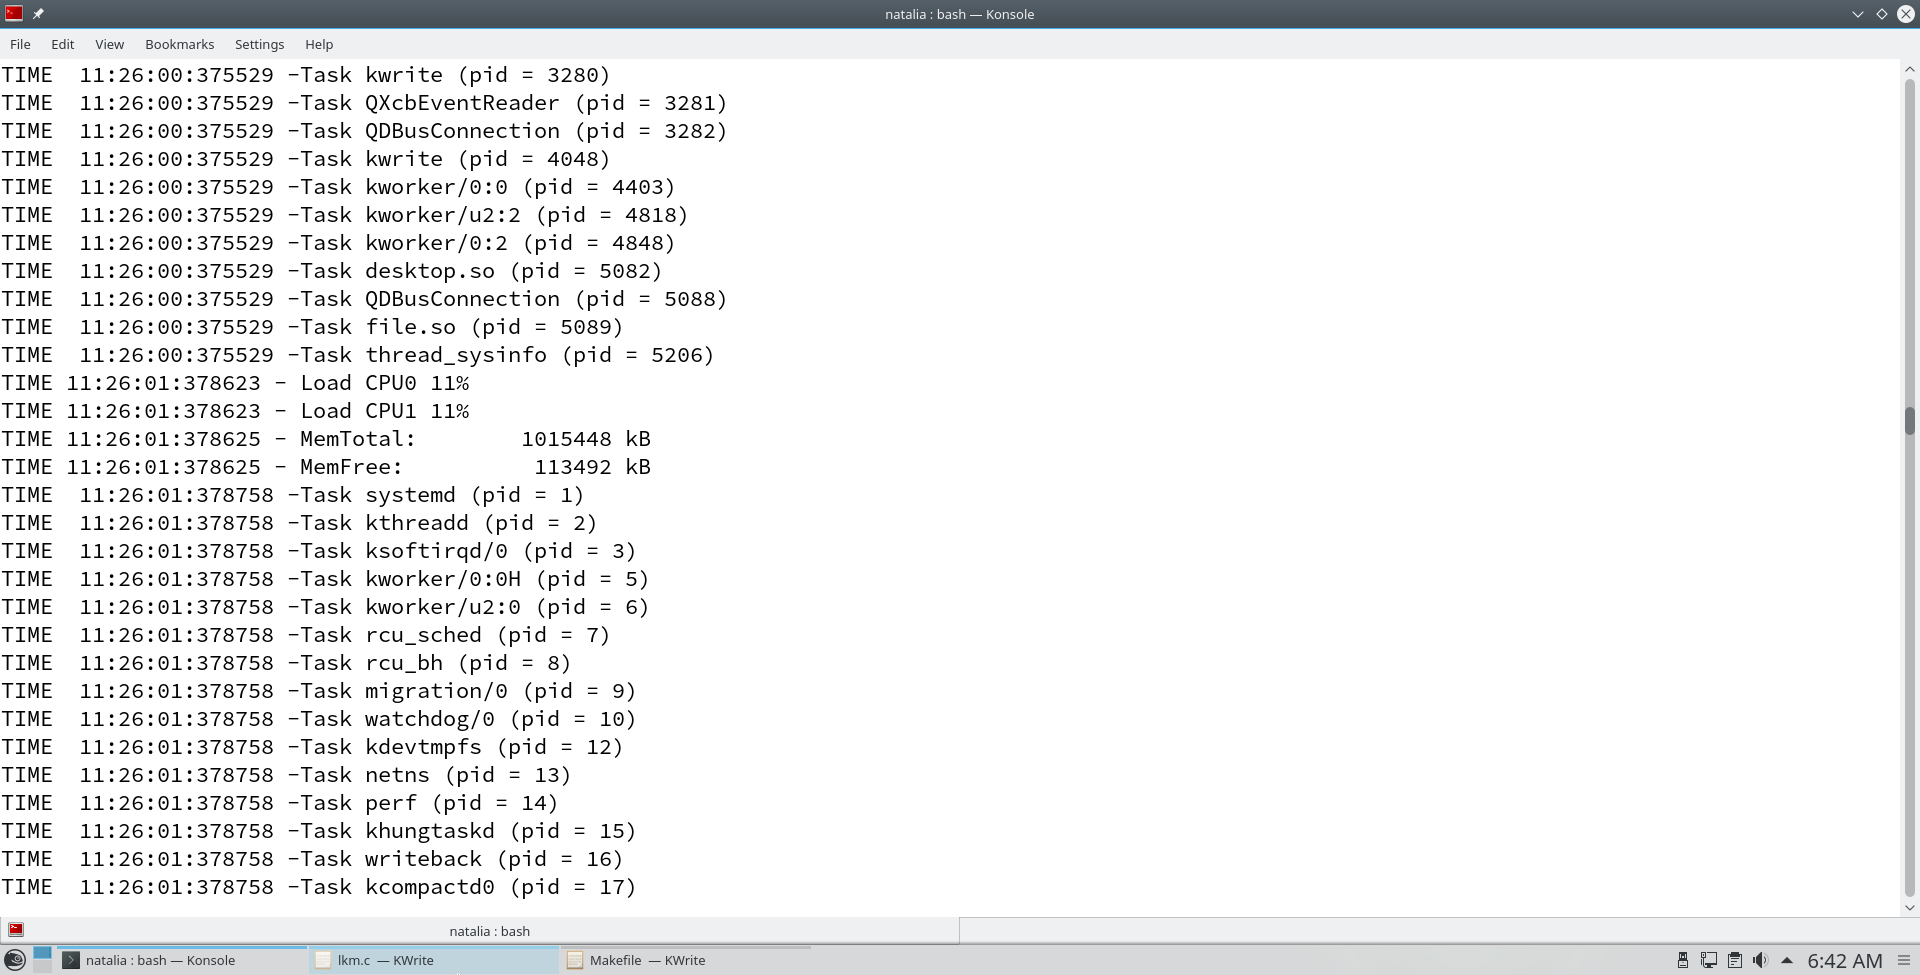 natalia : bash — Konsole
File Edit View Bookmarks Settings Help
TIME  11:26:00:375529 -Task kwrite (pid = 3280)
TIME  11:26:00:375529 -Task QXcbEventReader (pid = 3281)
TIME  11:26:00:375529 -Task QDBusConnection (pid = 3282)
TIME  11:26:00:375529 -Task kwrite (pid = 4048)
TIME  11:26:00:375529 -Task kworker/0:0 (pid = 4403)
TIME  11:26:00:375529 -Task kworker/u2:2 (pid = 4818)
TIME  11:26:00:375529 -Task kworker/0:2 (pid = 4848)
TIME  11:26:00:375529 -Task desktop.so (pid = 5082)
TIME  11:26:00:375529 -Task QDBusConnection (pid = 5088)
TIME  11:26:00:375529 -Task file.so (pid = 5089)
TIME  11:26:00:375529 -Task thread_sysinfo (pid = 5206)
TIME 11:26:01:378623 - Load CPU0 11%
TIME 11:26:01:378623 - Load CPU1 11%
TIME 11:26:01:378625 - MemTotal:        1015448 kB
TIME 11:26:01:378625 - MemFree:          113492 kB
TIME  11:26:01:378758 -Task systemd (pid = 1)
TIME  11:26:01:378758 -Task kthreadd (pid = 2)
TIME  11:26:01:378758 -Task ksoftirqd/0 (pid = 3)
TIME  11:26:01:378758 -Task kworker/0:0H (pid = 5)
TIME  11:26:01:378758 -Task kworker/u2:0 (pid = 6)
TIME  11:26:01:378758 -Task rcu_sched (pid = 7)
TIME  11:26:01:378758 -Task rcu_bh (pid = 8)
TIME  11:26:01:378758 -Task migration/0 (pid = 9)
TIME  11:26:01:378758 -Task watchdog/0 (pid = 10)
TIME  11:26:01:378758 -Task kdevtmpfs (pid = 12)
TIME  11:26:01:378758 -Task netns (pid = 13)
TIME  11:26:01:378758 -Task perf (pid = 14)
TIME  11:26:01:378758 -Task khungtaskd (pid = 15)
TIME  11:26:01:378758 -Task writeback (pid = 16)
TIME  11:26:01:378758 -Task kcompactd0 (pid = 17)
natalia : bash
natalia : bash — Konsole lkm.c — KWrite Makefile — KWrite 6:42 AM